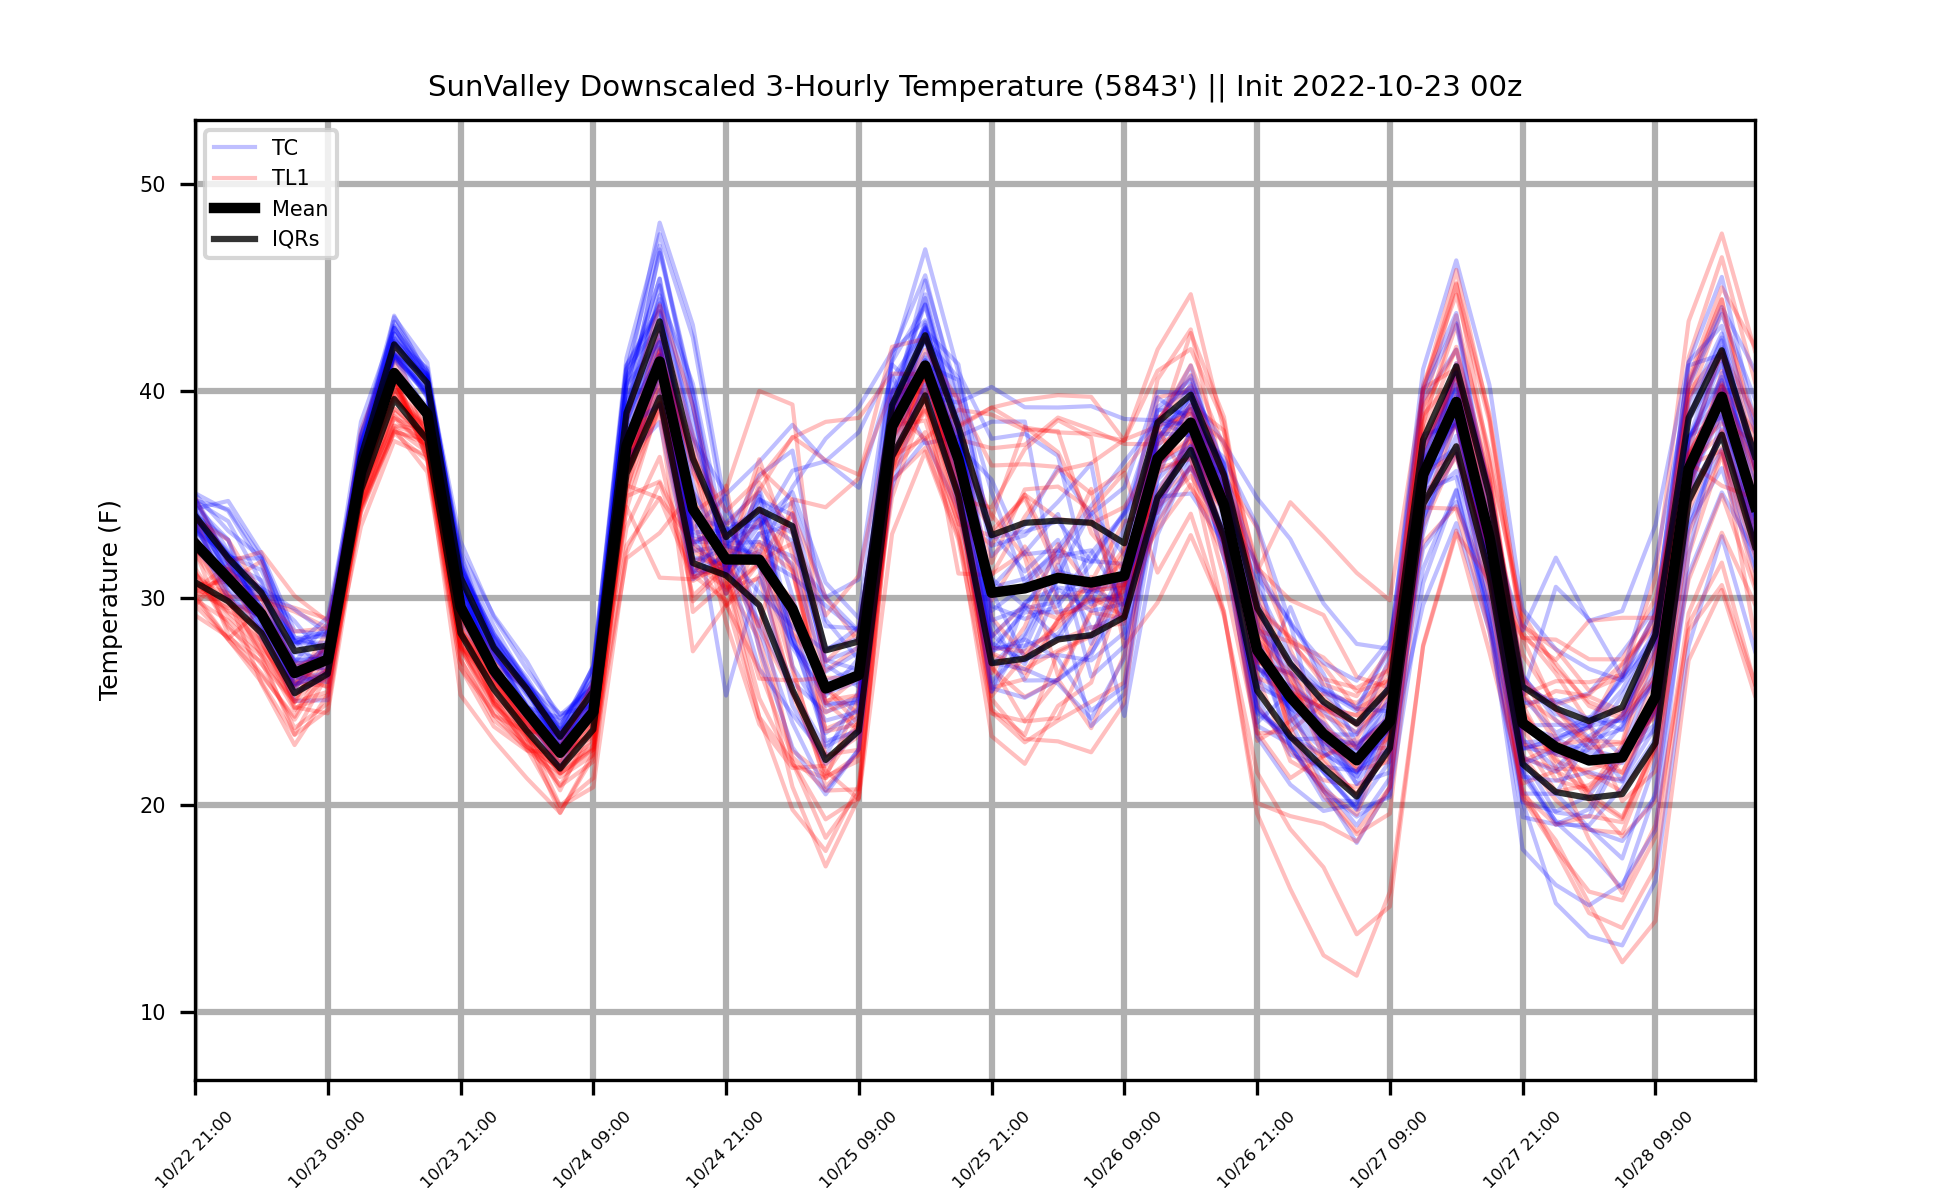 SunValley Downscaled 3-Hourly Temperature (5843') || Init 2022-10-23 00z
TC
TL1
Mean
IQRs
Temperature (F)
50
40
30
20
10
10/22 21:00
10/23 09:00
10/23 21:00
10/24 09:00
10/24 21:00
10/25 09:00
10/25 21:00
10/26 09:00
10/26 21:00
10/27 09:00
10/27 21:00
10/28 09:00